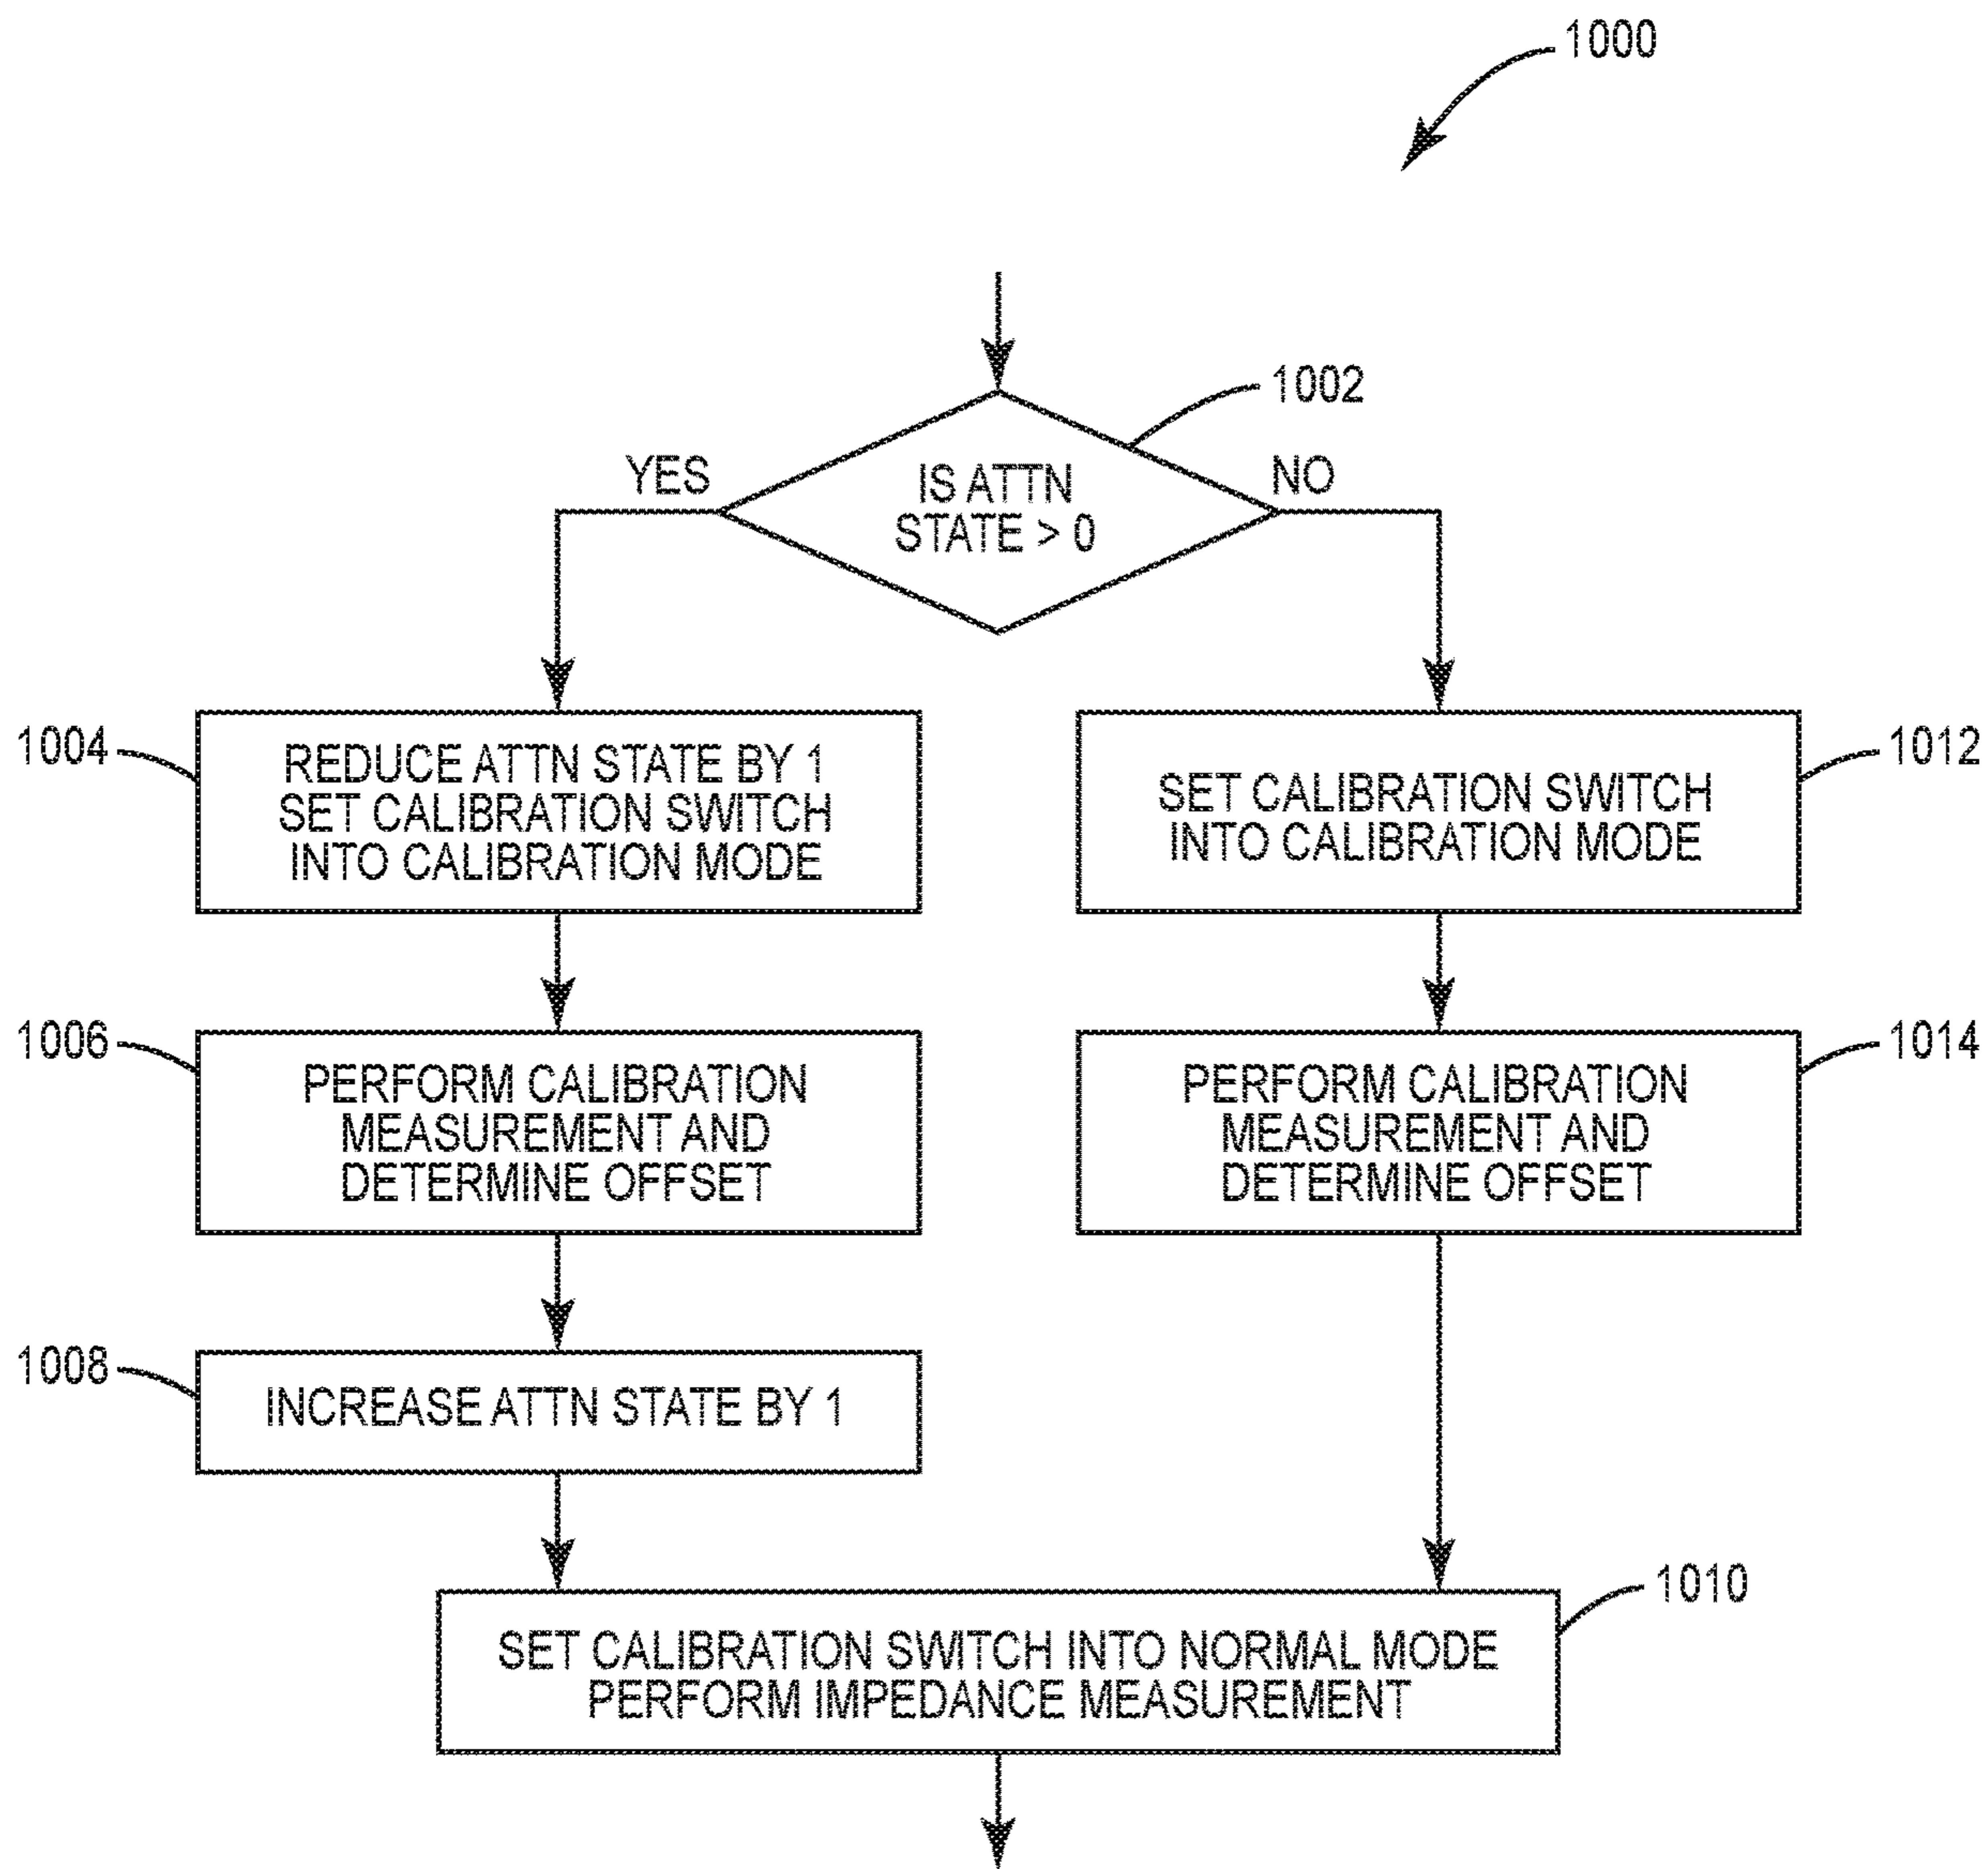 1000
1002
YES
NO
IS ATTN
STATE > 0
1004
REDUCE ATTN STATE BY 1
SET CALIBRATION SWITCH
INTO CALIBRATION MODE
1012
SET CALIBRATION SWITCH
INTO CALIBRATION MODE
1006
PERFORM CALIBRATION
MEASUREMENT AND
DETERMINE OFFSET
1014
PERFORM CALIBRATION
MEASUREMENT AND
DETERMINE OFFSET
1008
INCREASE ATTN STATE BY 1
1010
SET CALIBRATION SWITCH INTO NORMAL MODE
PERFORM IMPEDANCE MEASUREMENT